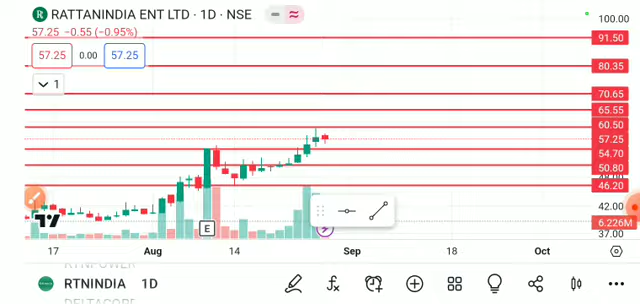 R RATTANINDIA ENT LTD · 1D · NSE
57.25 −0.55 (−0.95%)
57.25 0.00 57.25
1
100.00
91.50
80.35
70.65
65.55
60.50
57.25
54.70
50.80
46.20
42.00
6.226M
37.00
E
17 Aug 14 Sep 18 Oct
RTNPOWER
RTNINDIA 1D
DELTACORP